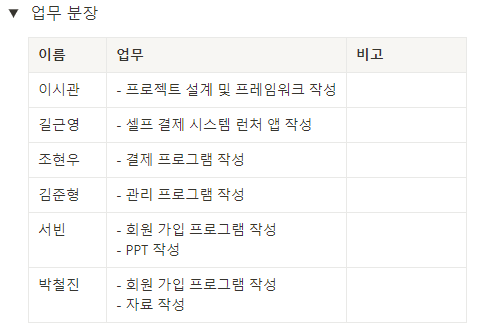 ▼ 업무 분장
이름 업무 비고
이시관 - 프로젝트 설계 및 프레임워크 작성
길근영 - 셀프 결제 시스템 런처 앱 작성
조현우 - 결제 프로그램 작성
김준형 - 관리 프로그램 작성
서빈 - 회원 가입 프로그램 작성
- PPT 작성
박철진 - 회원 가입 프로그램 작성
- 자료 작성